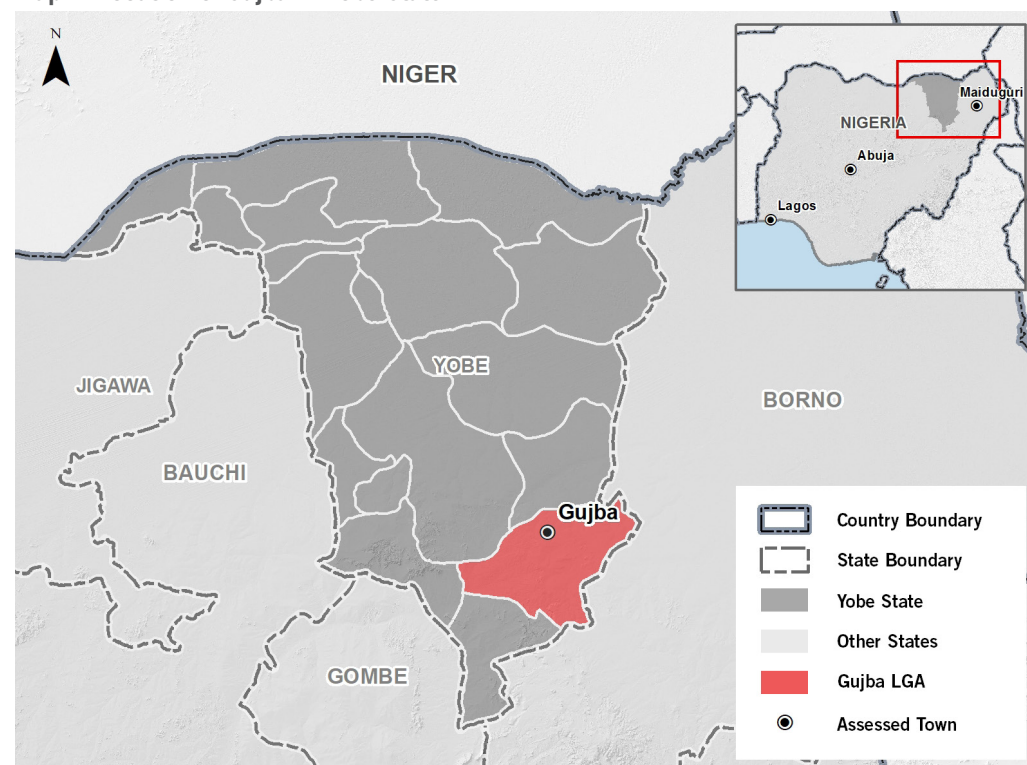 N
NIGER
Maiduguri
NIGERIA
Abuja
Lagos
YOBE
JIGAWA
BORNO
BAUCHI
Gujba
GOMBE
Country Boundary
State Boundary
Yobe State
Other States
Gujba LGA
Assessed Town